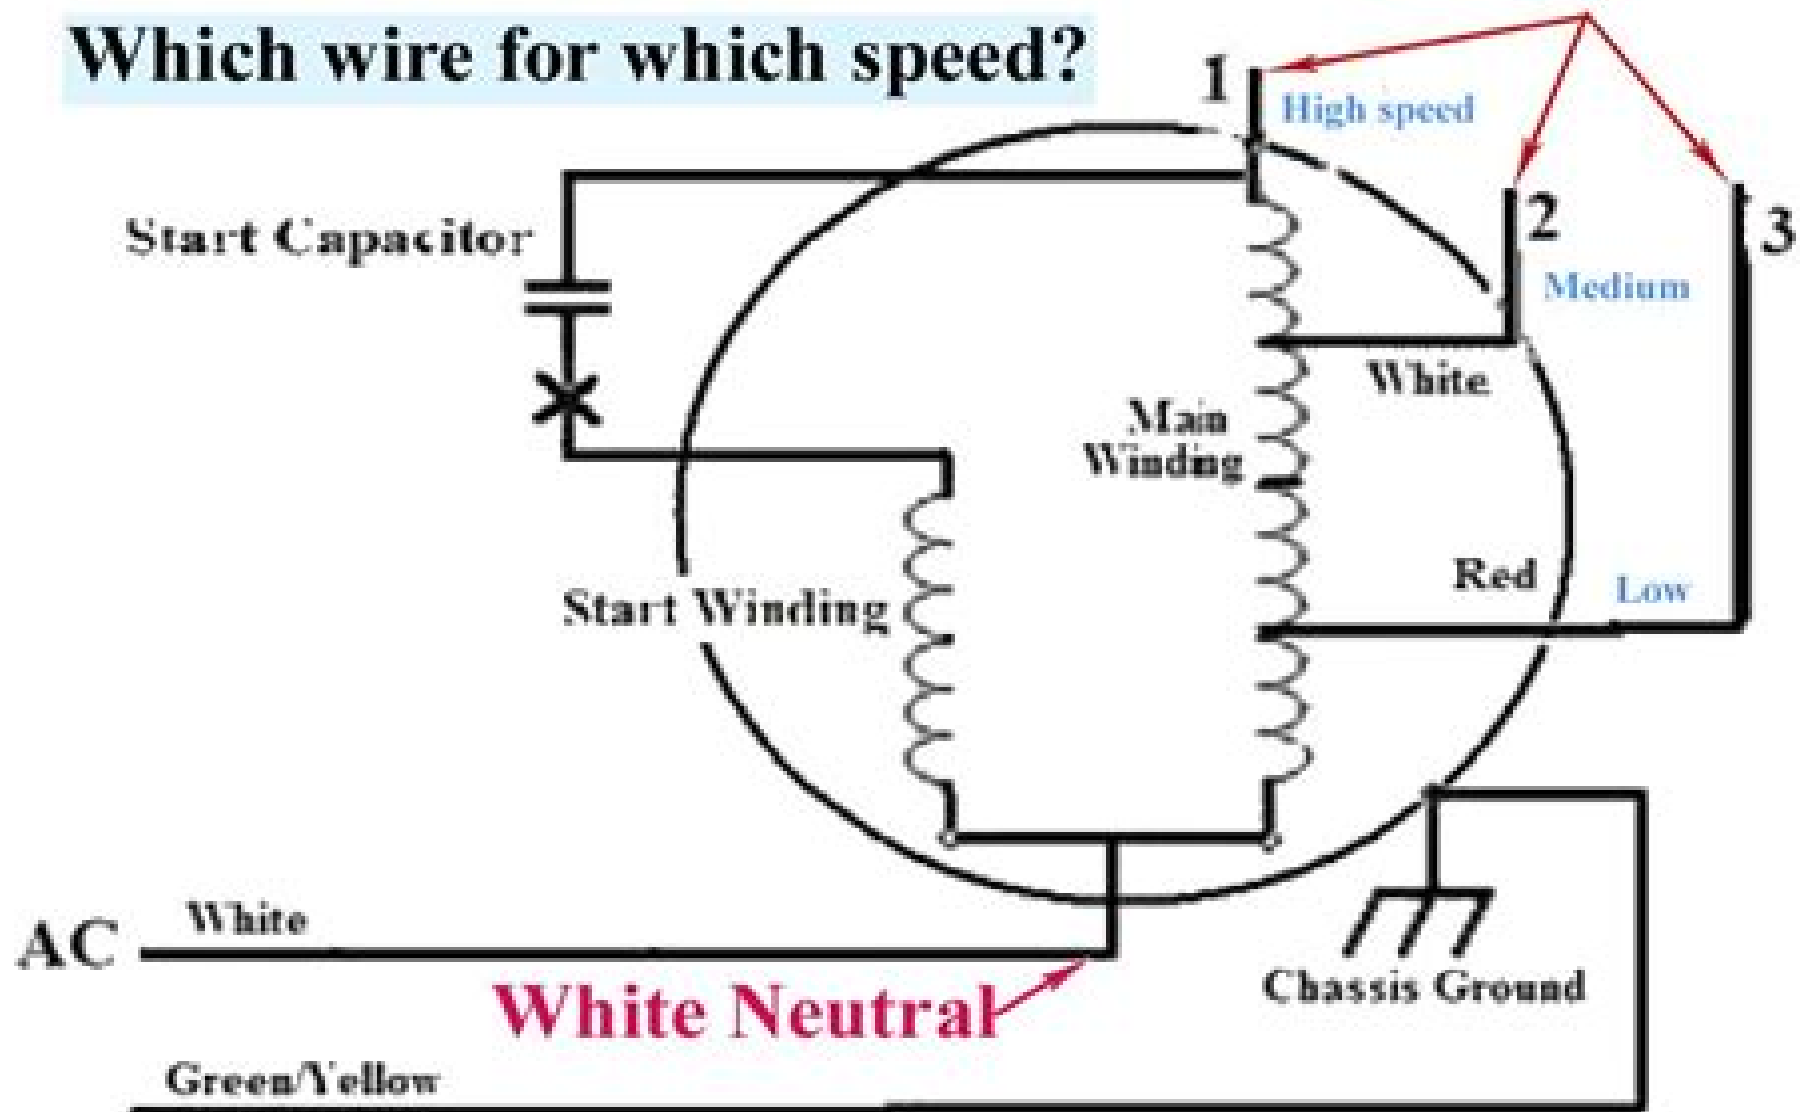 Which wire for which speed?
1
High speed
2
3
Start Capacitor
Medium
White
Main
Winding
Red
Low
Start Winding
White
AC
White Neutral
Chassis Ground
Green/Yellow